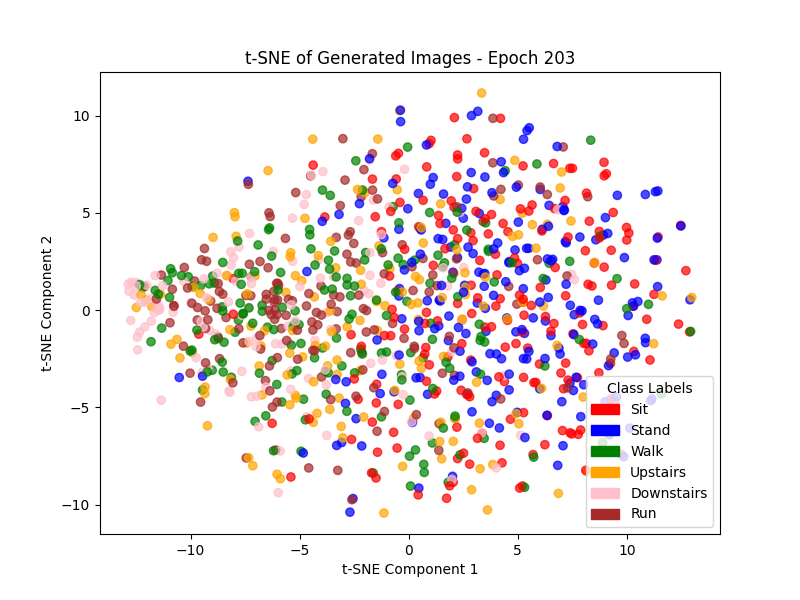 t-SNE of Generated Images - Epoch 203
10
5
0
−5
−10
t-SNE Component 2
Class Labels
Sit
Stand
Walk
Upstairs
Downstairs
Run
−10 −5 0 5 10
t-SNE Component 1